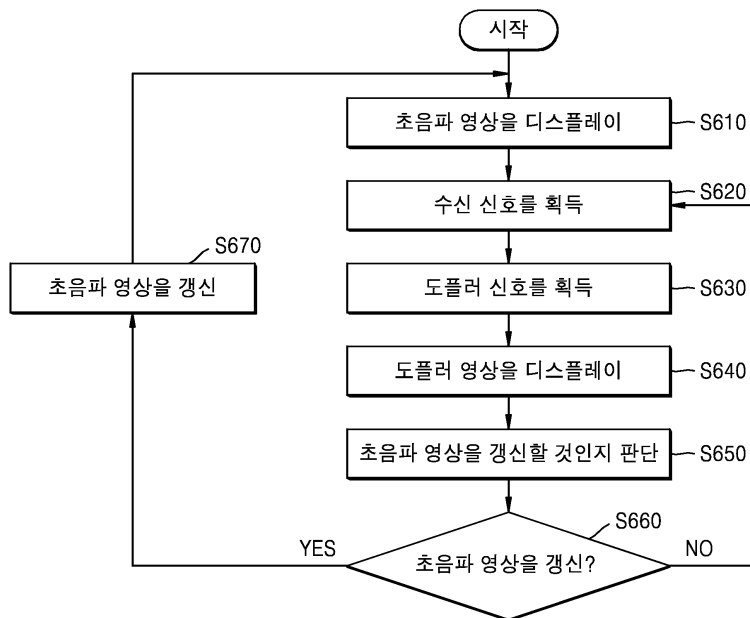 시작
초음파 영상을 디스플레이
S610
수신 신호를 획득
S620
S670
초음파 영상을 갱신
도플러 신호를 획득
S630
도플러 영상을 디스플레이
S640
초음파 영상을 갱신할 것인지 판단
S650
S660
YES
초음파 영상을 갱신?
NO